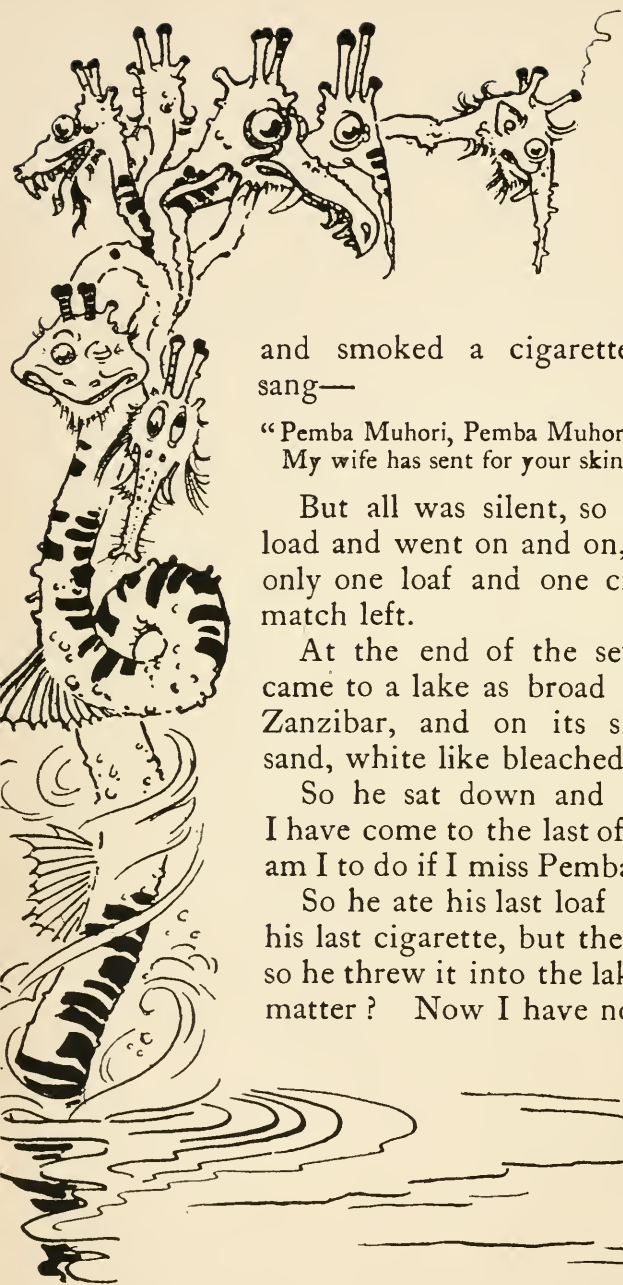 and smoked a cigarette
sang—
“Pemba Muhori, Pemba Muhor
My wife has sent for your skin
But all was silent, so
load and went on and on,
only one loaf and one c
match left.
At the end of the se
came to a lake as broad
Zanzibar, and on its s
sand, white like bleached
So he sat down and
I have come to the last of
am I to do if I miss Pemba
So he ate his last loaf
his last cigarette, but the
so he threw it into the la
matter ? Now I have no